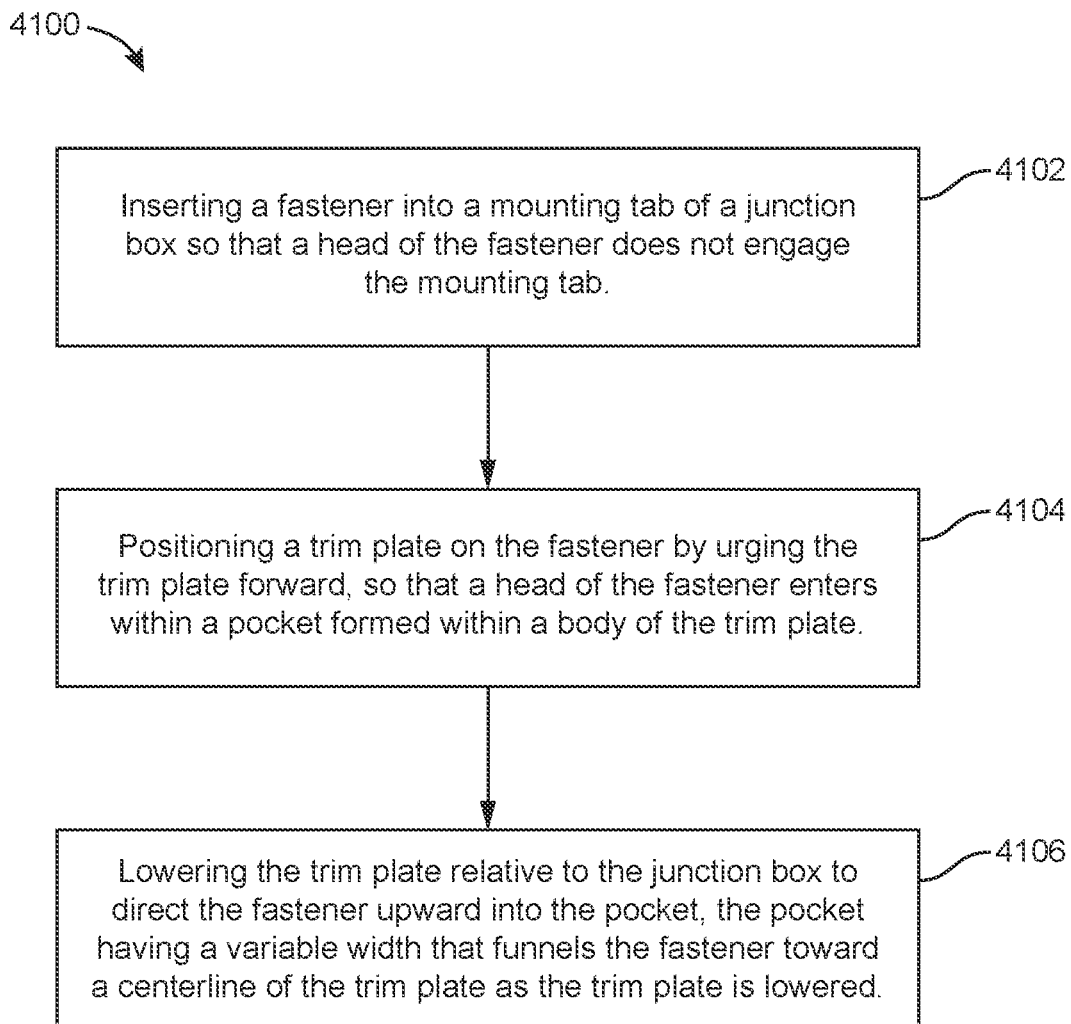 4100
4102
Inserting a fastener into a mounting tab of a junction
box so that a head of the fastener does not engage
the mounting tab.
4104
Positioning a trim plate on the fastener by urging the
trim plate forward, so that a head of the fastener enters
within a pocket formed within a body of the trim plate.
4106
Lowering the trim plate relative to the junction box to
direct the fastener upward into the pocket, the pocket
having a variable width that funnels the fastener toward
a centerline of the trim plate as the trim plate is lowered.